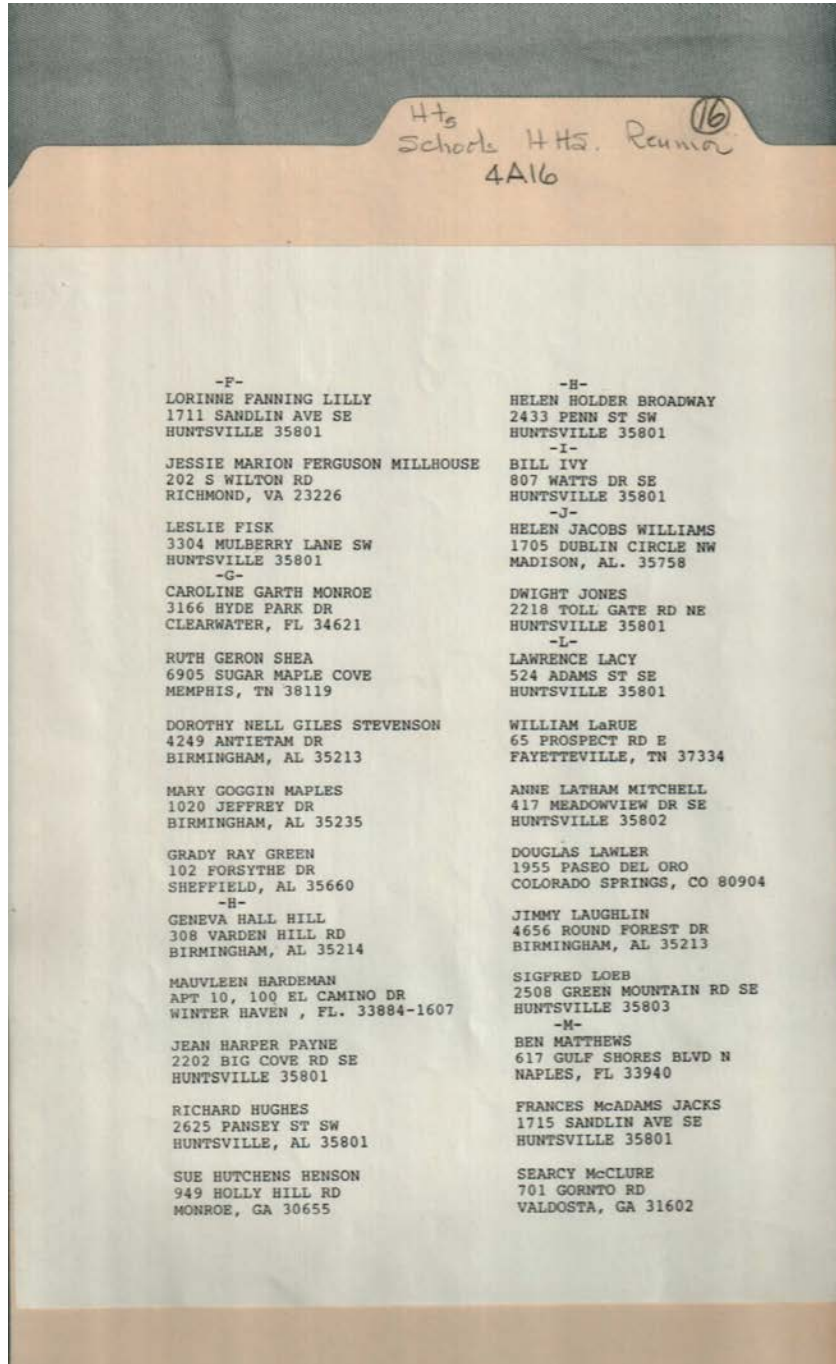 Hts
Schools HHS. Reunion
16
4A16
-F-
LORINNE FANNING LILLY
1711 SANDLIN AVE SE
HUNTSVILLE 35801
JESSIE MARION FERGUSON MILLHOUSE
202 S WILTON RD
RICHMOND, VA 23226
LESLIE FISK
3304 MULBERRY LANE SW
HUNTSVILLE 35801
-G-
CAROLINE GARTH MONROE
3166 HYDE PARK DR
CLEARWATER, FL 34621
RUTH GERON SHEA
6905 SUGAR MAPLE COVE
MEMPHIS, TN 38119
DOROTHY NELL GILES STEVENSON
4249 ANTIETAM DR
BIRMINGHAM, AL 35213
MARY GOGGIN MAPLES
1020 JEFFREY DR
BIRMINGHAM, AL 35235
GRADY RAY GREEN
102 FORSYTHE DR
SHEFFIELD, AL 35660
-H-
GENEVA HALL HILL
308 VARDEN HILL RD
BIRMINGHAM, AL 35214
MAUVLEEN HARDEMAN
APT 10, 100 EL CAMINO DR
WINTER HAVEN , FL. 33884-1607
JEAN HARPER PAYNE
2202 BIG COVE RD SE
HUNTSVILLE 35801
RICHARD HUGHES
2625 PANSEY ST SW
HUNTSVILLE, AL 35801
SUE HUTCHENS HENSON
949 HOLLY HILL RD
MONROE, GA 30655
-H-
HELEN HOLDER BROADWAY
2433 PENN ST SW
HUNTSVILLE 35801
-I-
BILL IVY
807 WATTS DR SE
HUNTSVILLE 35801
-J-
HELEN JACOBS WILLIAMS
1705 DUBLIN CIRCLE NW
MADISON, AL. 35758
DWIGHT JONES
2218 TOLL GATE RD NE
HUNTSVILLE 35801
-L-
LAWRENCE LACY
524 ADAMS ST SE
HUNTSVILLE 35801
WILLIAM LaRUE
65 PROSPECT RD E
FAYETTEVILLE, TN 37334
ANNE LATHAM MITCHELL
417 MEADOWVIEW DR SE
HUNTSVILLE 35802
DOUGLAS LAWLER
1955 PASEO DEL ORO
COLORADO SPRINGS, CO 80904
JIMMY LAUGHLIN
4656 ROUND FOREST DR
BIRMINGHAM, AL 35213
SIGFRED LOEB
2508 GREEN MOUNTAIN RD SE
HUNTSVILLE 35803
-M-
BEN MATTHEWS
617 GULF SHORES BLVD N
NAPLES, FL 33940
FRANCES McADAMS JACKS
1715 SANDLIN AVE SE
HUNTSVILLE 35801
SEARCY McCLURE
701 GORNTO RD
VALDOSTA, GA 31602